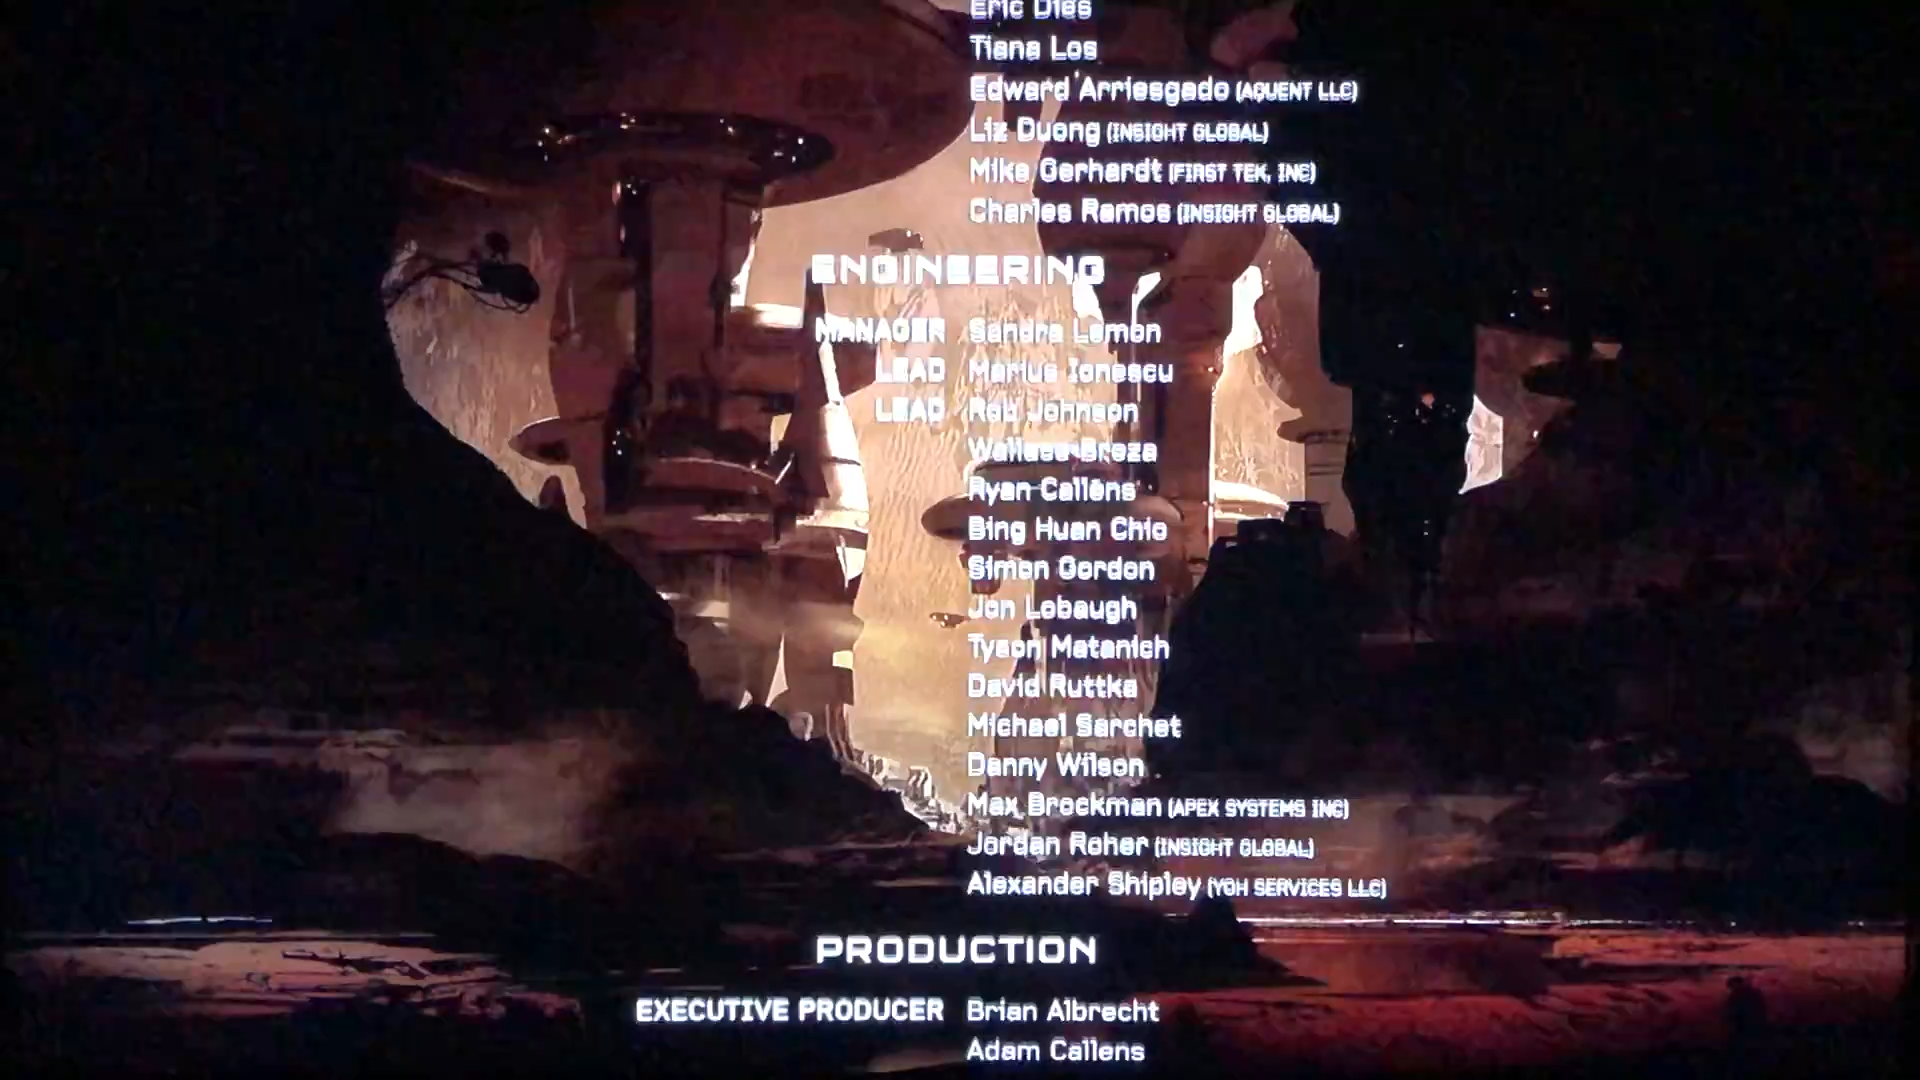 Eric Dies
Tiana Los
Edward Arriesgado (AQUENT LLC)
Liz Duong (INSIGHT GLOBAL)
Mike Gerhardt (FIRST TEK, INC)
Charles Ramos (INSIGHT GLOBAL)
ENGINEERING
MANAGER Sandra Lemon
LEAD Marius Ionescu
LEAD Rob Johnson
Wallace Breza
Ryan Callens
Bing Huan Chio
Simon Gordon
Jon Lobaugh
Tyson Matanich
David Ruttka
Michael Sarchet
Danny Wilson
Max Brockman (APEX SYSTEMS INC)
Jordan Roher (INSIGHT GLOBAL)
Alexander Shipley (YOH SERVICES LLC)
PRODUCTION
EXECUTIVE PRODUCER Brian Albrecht
Adam Callens